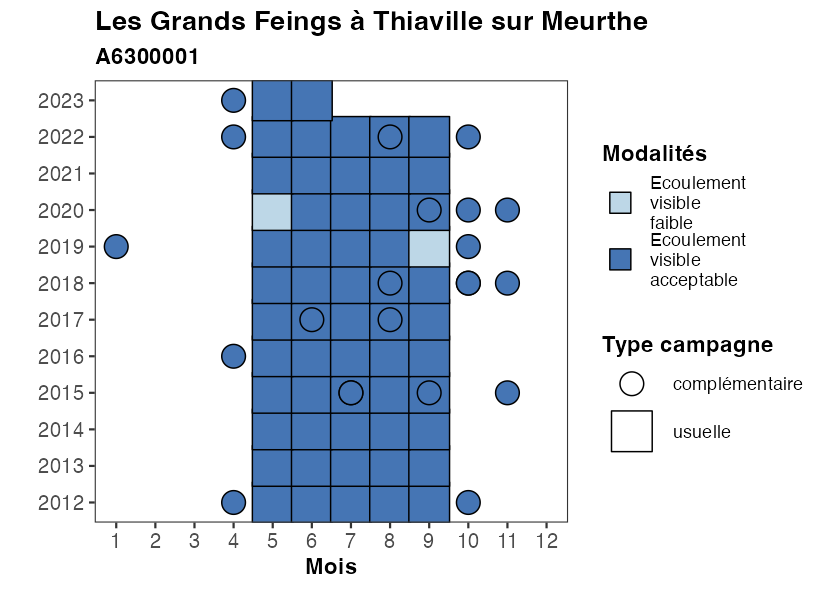 Les Grands Feings à Thiaville sur Meurthe
A6300001
2023
2022
2021
2020
2019
2018
2017
2016
2015
2014
2013
2012
1 2 3 4 5 6 7 8 9 10 11 12
Mois
Modalités
Ecoulement
visible
faible
Ecoulement
visible
acceptable
Type campagne
complémentaire
usuelle